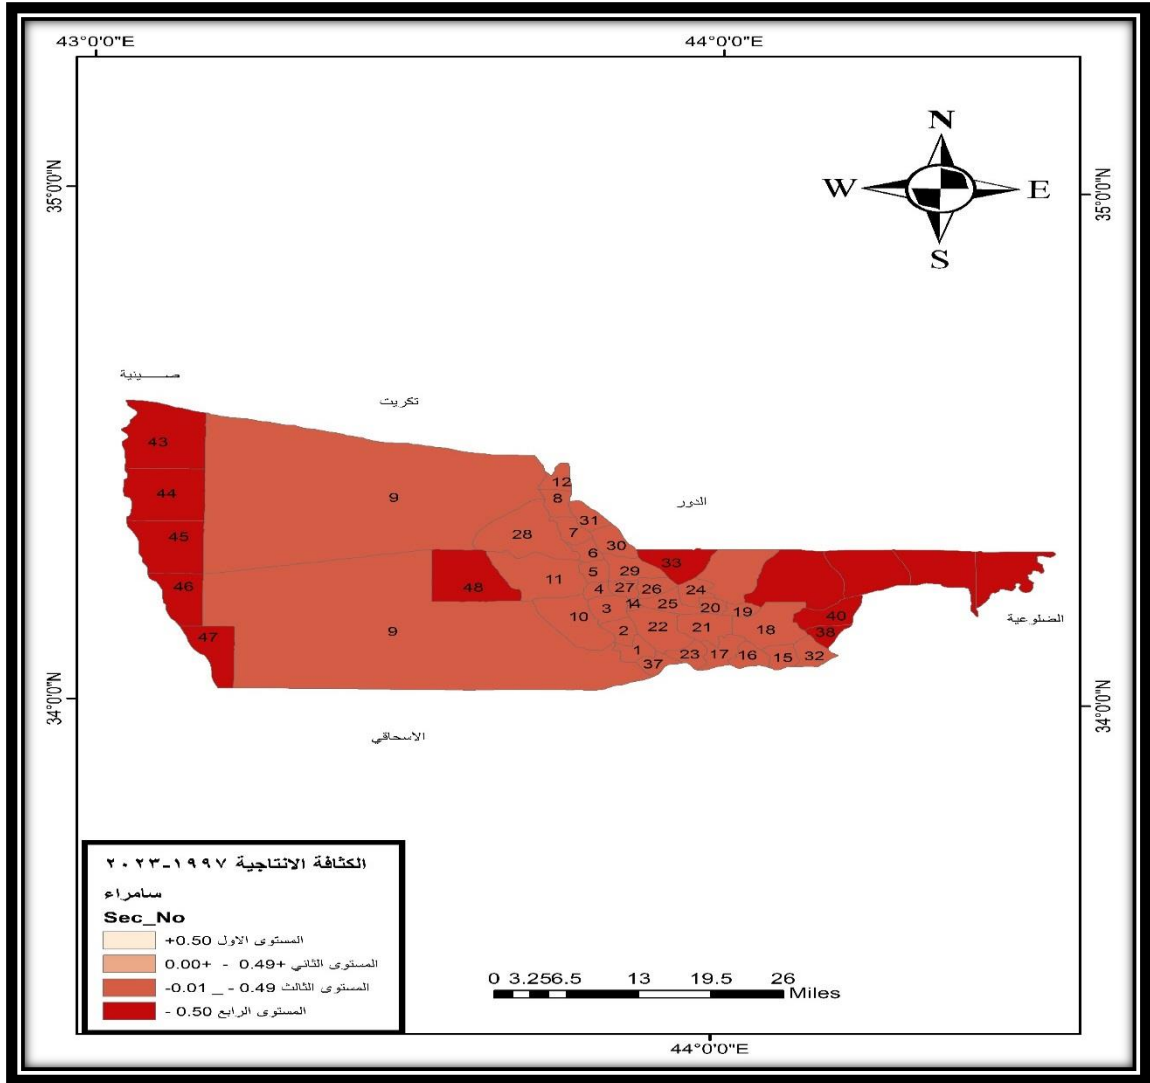 43°0'0"E 44°0'0"E
N
W E
S
35°0'0"N 35°0'0"N
صـــينية
تكريت
43
12
44 9 8
الدور
31
28 7
45 30
6 33
46 48 11 5 29
4 27 26 24
10 3 14 25 20 19 40
الضلوعية
47 9 2 22 21 18 38
1 23 17 16 15 32
37
34°0'0"N 34°0'0"N
الاسحاقي
الكثافة الانتاجية ١٩٩٧-٢٠٢٣
سامراء
Sec_No
المستوى الاول 0.50+
المستوى الثاني +0.49 - +0.00
المستوى الثالث 0.49 - _ 0.01-
المستوى الرابع 0.50 -
0 3.25 6.5 13 19.5 26
Miles
44°0'0"E